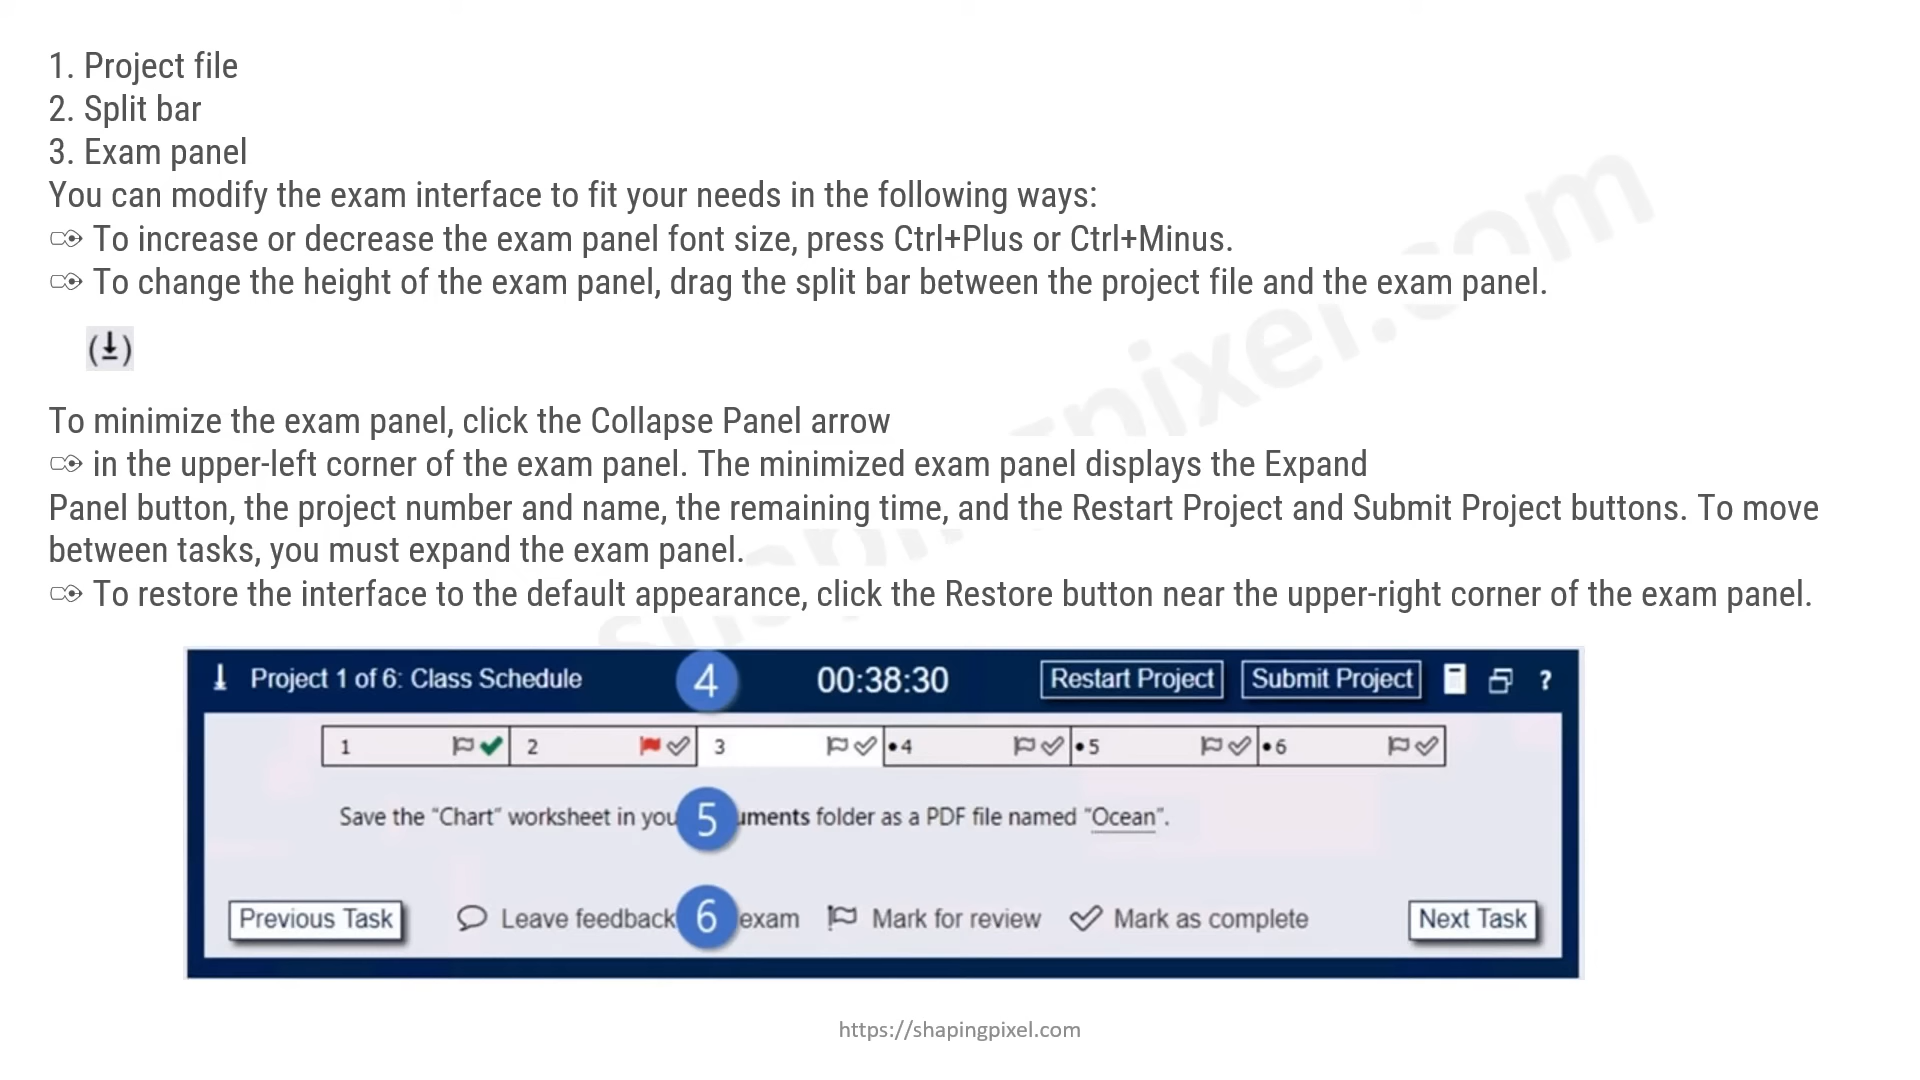 1. Project file
2. Split bar
3. Exam panel
You can modify the exam interface to fit your needs in the following ways:
To increase or decrease the exam panel font size, press Ctrl+Plus or Ctrl+Minus.
To change the height of the exam panel, drag the split bar between the project file and the exam panel.
(↓)
To minimize the exam panel, click the Collapse Panel arrow
in the upper-left corner of the exam panel. The minimized exam panel displays the Expand
Panel button, the project number and name, the remaining time, and the Restart Project and Submit Project buttons. To move
between tasks, you must expand the exam panel.
To restore the interface to the default appearance, click the Restore button near the upper-right corner of the exam panel.
Project 1 of 6: Class Schedule 4 00:38:30 Restart Project Submit Project ?
1 2 3 •4 •5 •6
Save the "Chart" worksheet in you 5 uments folder as a PDF file named "Ocean".
Previous Task Leave feedback 6 exam Mark for review Mark as complete Next Task
https://shapingpixel.com